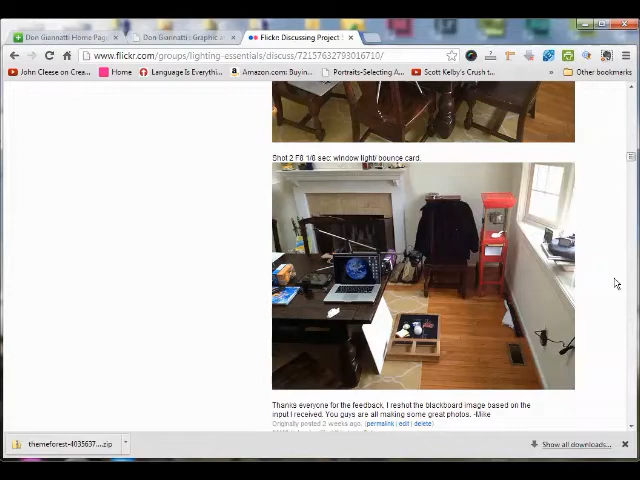 Don Giannatti Home Pag
Don Giannatti : Graphic a
Flickr: Discussing Project
www.flickr.com/groups/lighting-essentials/discuss/72157632793016710/
John Cleese on Crea...
Home
Language Is Everythi...
Amazon.com: Buyin...
Portraits-Selecting A...
Scott Kelby's Crush t...
»
Other bookmarks
Shot 2 F8 1/8 sec: window light/ bounce card.
Thanks everyone for the feedback. I reshot the blackboard image based on the
input I received. You guys are all making some great photos. -Mike
Originally posted 2 weeks ago. (permalink | edit | delete)
themeforest-4035637....zip
Show all downloads...